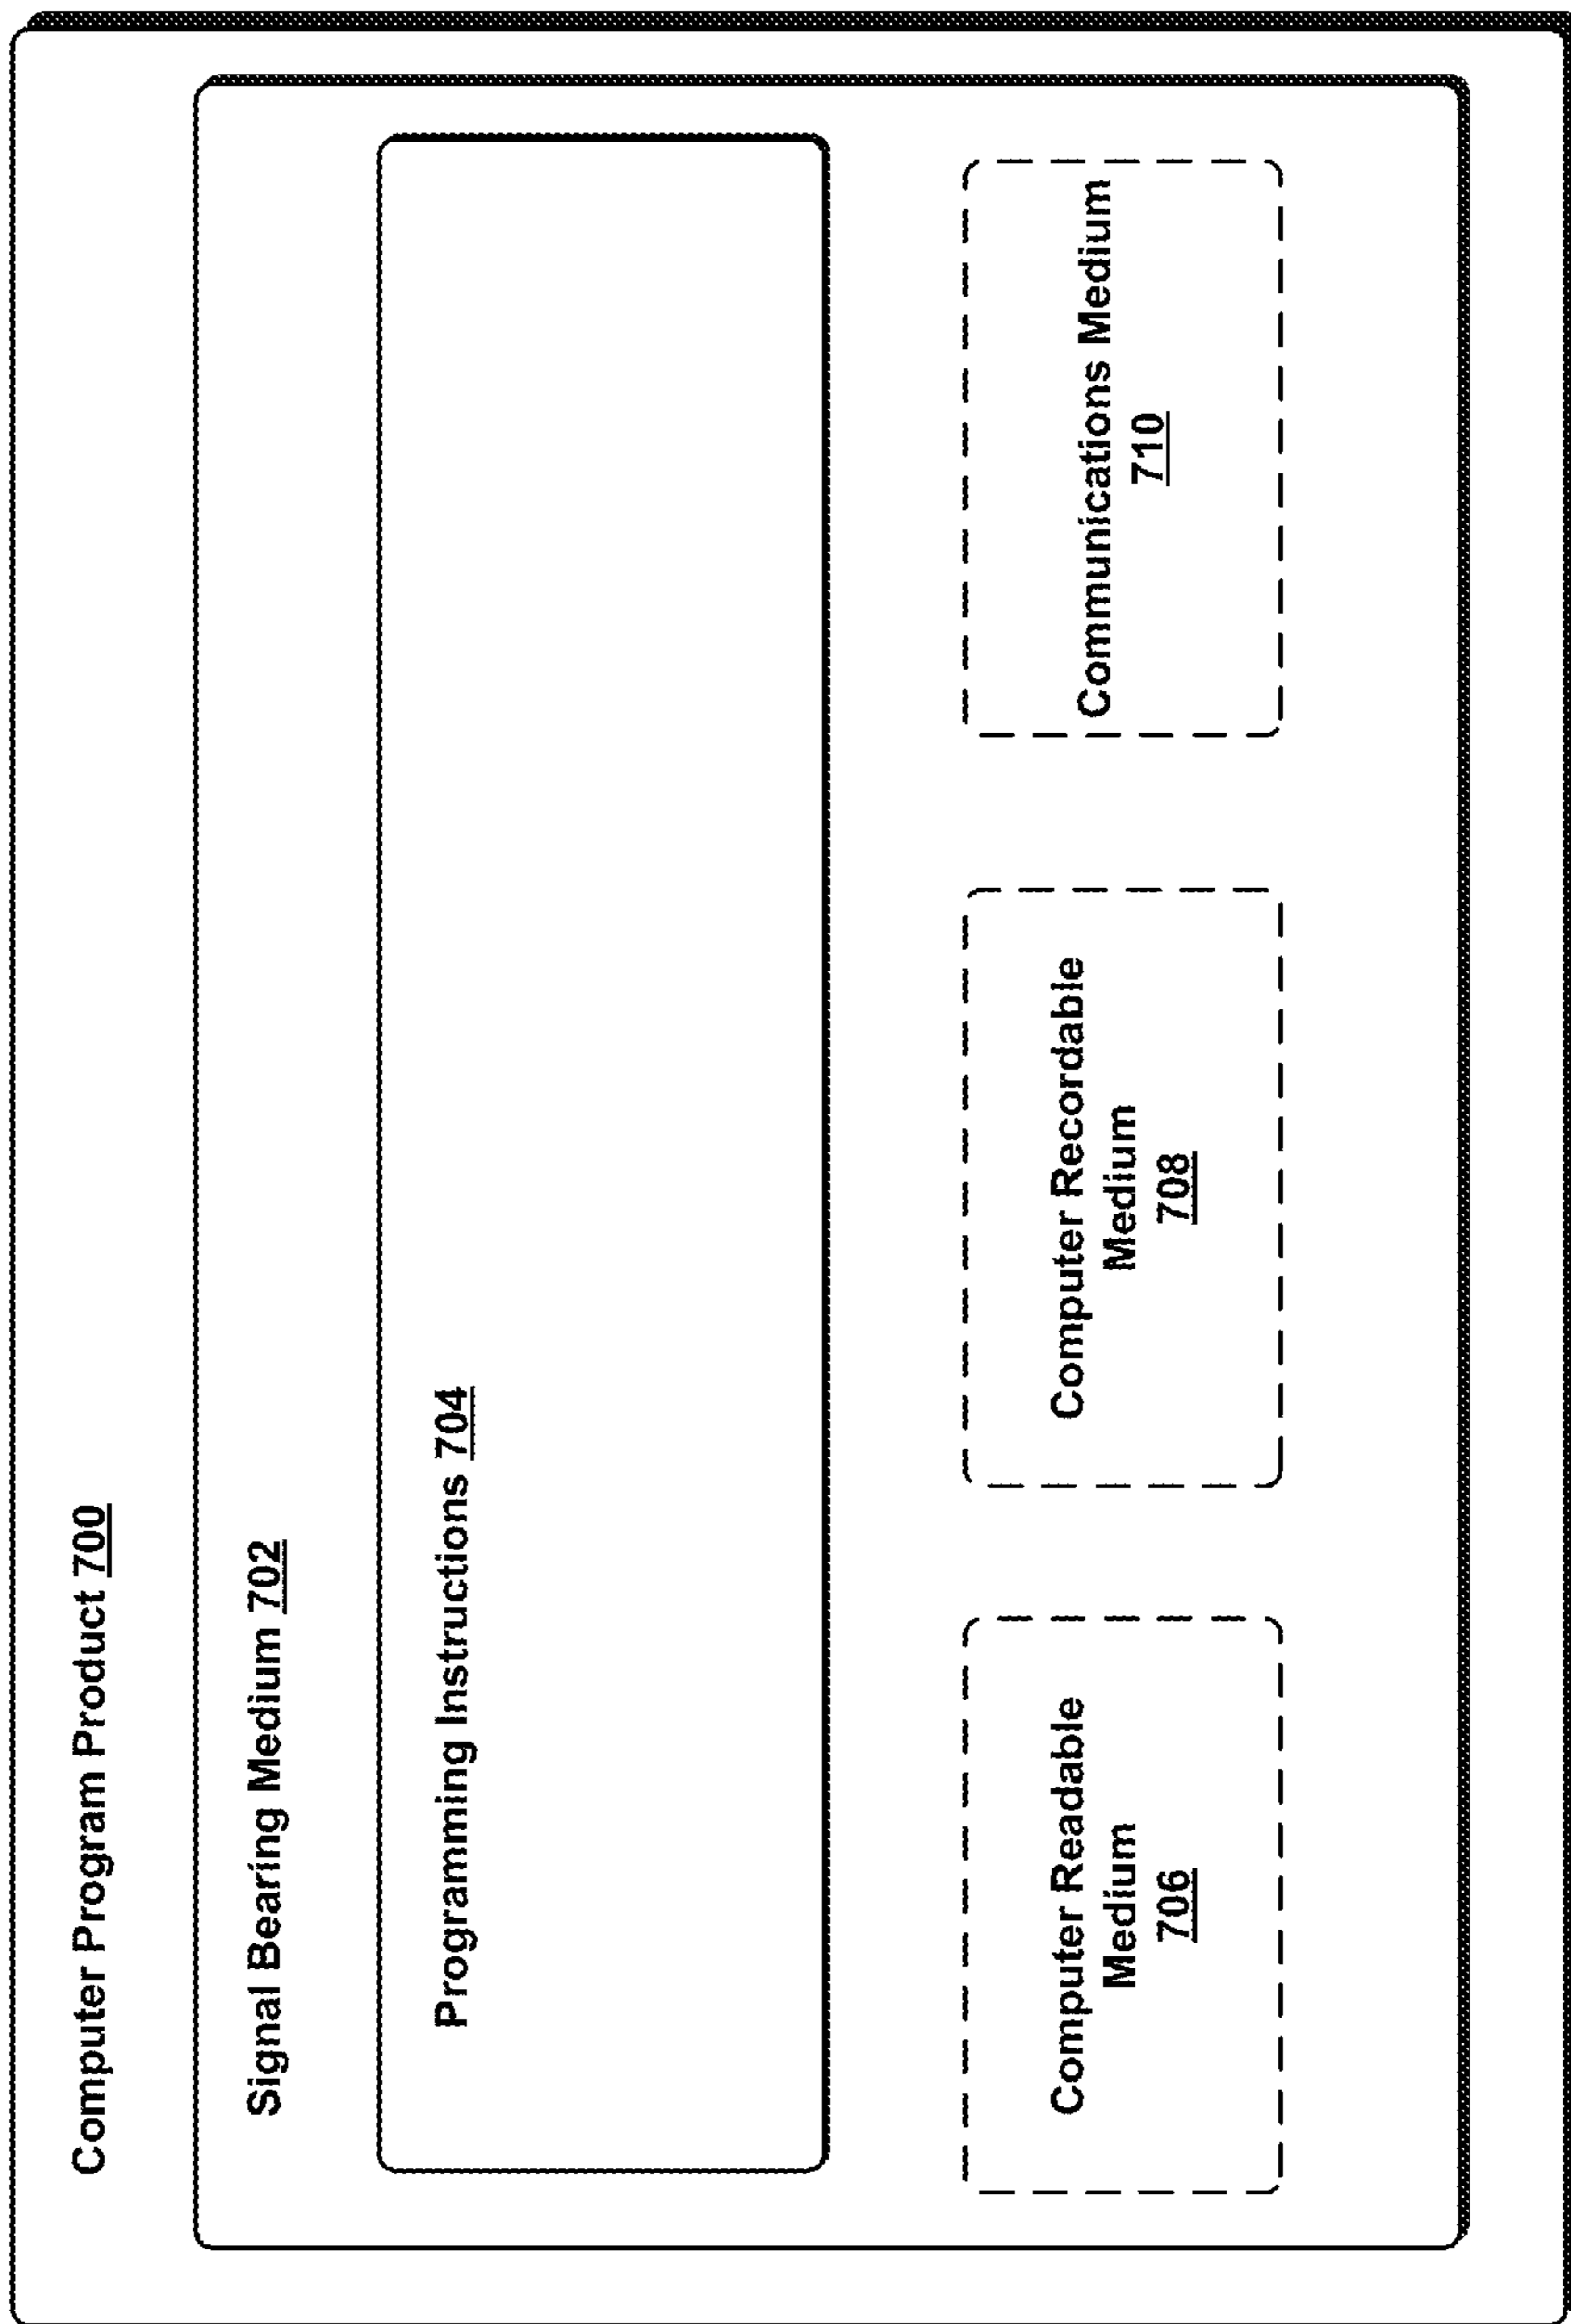 Computer Program Product 700
Signal Bearing Medium 702
Programming Instructions 704
Computer Readable
Medium
706
Computer Recordable
Medium
708
Communications Medium
710